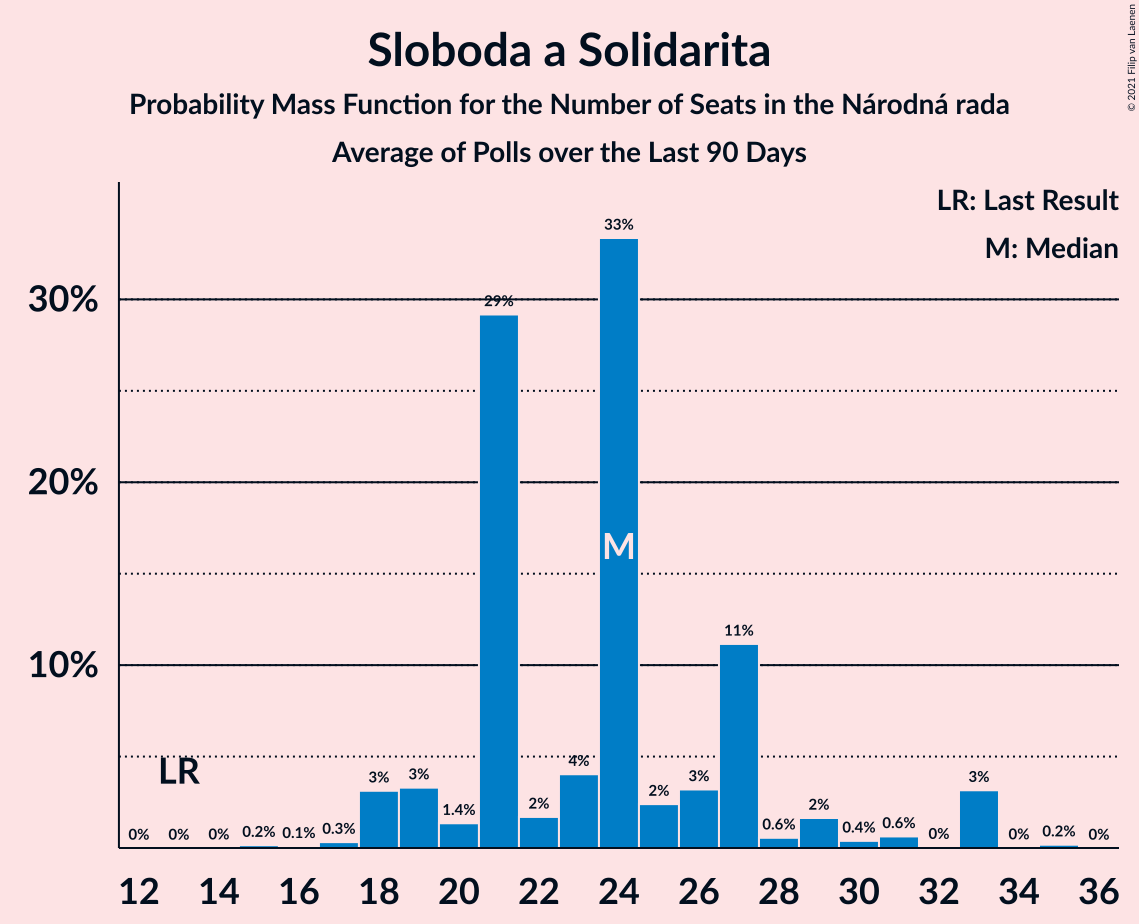 Sloboda a Solidarita
Probability Mass Function for the Number of Seats in the Národná rada
Average of Polls over the Last 90 Days
© 2021 Filip van Laenen
LR: Last Result
M: Median
30%
20%
10%
0% 0% 0% 0.2% 0.1% 0.3% 3% 3% 1.4% 29% 2% 4% 33% 2% 3% 11% 0.6% 2% 0.4% 0.6% 0% 3% 0% 0.2% 0%
LR
M
12 14 16 18 20 22 24 26 28 30 32 34 36